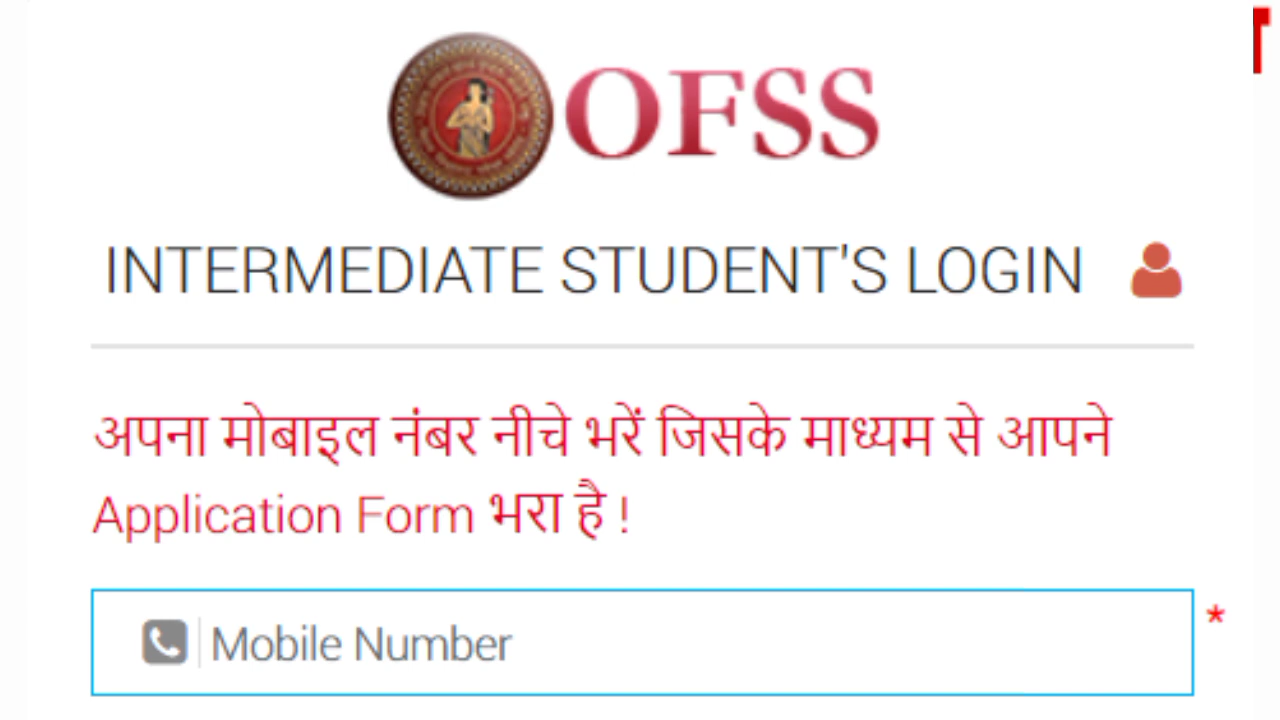 OFSS
INTERMEDIATE STUDENT'S LOGIN
अपना मोबाइल नंबर नीचे भरें जिसके माध्यम से आपने
Application Form भरा है !
Mobile Number
*